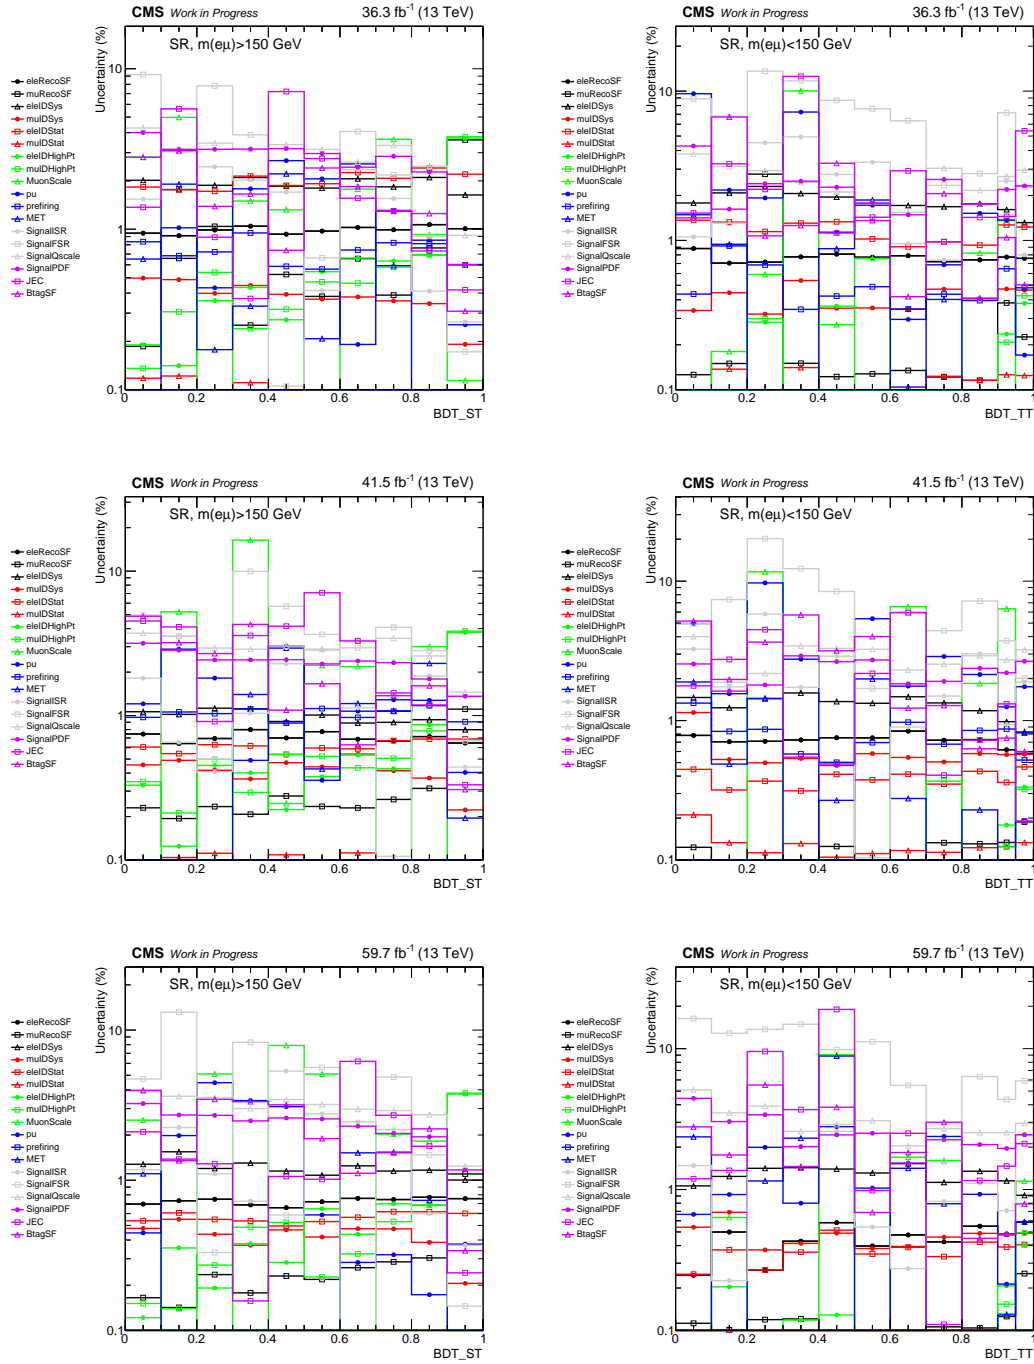 CMS Work in Progress 36.3 fb-1 (13 TeV)
SR, m(eμ)>150 GeV
Uncertainty (%)
10
1
0.1
eleRecoSF
muRecoSF
eleIDSys
muIDSys
eleIDStat
muIDStat
eleIDHighPt
muIDHighPt
MuonScale
pu
prefiring
MET
SignalISR
SignalFSR
SignalQscale
SignalPDF
JEC
BtagSF
0 0.2 0.4 0.6 0.8 1
BDT_ST
CMS Work in Progress 36.3 fb-1 (13 TeV)
SR, m(eμ)<150 GeV
Uncertainty (%)
10
1
0.1
eleRecoSF
muRecoSF
eleIDSys
muIDSys
eleIDStat
muIDStat
eleIDHighPt
muIDHighPt
MuonScale
pu
prefiring
MET
SignalISR
SignalFSR
SignalQscale
SignalPDF
JEC
BtagSF
0 0.2 0.4 0.6 0.8 1
BDT_TT
CMS Work in Progress 41.5 fb-1 (13 TeV)
SR, m(eμ)>150 GeV
Uncertainty (%)
10
1
0.1
eleRecoSF
muRecoSF
eleIDSys
muIDSys
eleIDStat
muIDStat
eleIDHighPt
muIDHighPt
MuonScale
pu
prefiring
MET
SignalISR
SignalFSR
SignalQscale
SignalPDF
JEC
BtagSF
0 0.2 0.4 0.6 0.8 1
BDT_ST
CMS Work in Progress 41.5 fb-1 (13 TeV)
SR, m(eμ)<150 GeV
Uncertainty (%)
10
1
0.1
eleRecoSF
muRecoSF
eleIDSys
muIDSys
eleIDStat
muIDStat
eleIDHighPt
muIDHighPt
MuonScale
pu
prefiring
MET
SignalISR
SignalFSR
SignalQscale
SignalPDF
JEC
BtagSF
0 0.2 0.4 0.6 0.8 1
BDT_TT
CMS Work in Progress 59.7 fb-1 (13 TeV)
SR, m(eμ)>150 GeV
Uncertainty (%)
10
1
0.1
eleRecoSF
muRecoSF
eleIDSys
muIDSys
eleIDStat
muIDStat
eleIDHighPt
muIDHighPt
MuonScale
pu
prefiring
MET
SignalISR
SignalFSR
SignalQscale
SignalPDF
JEC
BtagSF
0 0.2 0.4 0.6 0.8 1
BDT_ST
CMS Work in Progress 59.7 fb-1 (13 TeV)
SR, m(eμ)<150 GeV
Uncertainty (%)
10
1
0.1
eleRecoSF
muRecoSF
eleIDSys
muIDSys
eleIDStat
muIDStat
eleIDHighPt
muIDHighPt
MuonScale
pu
prefiring
MET
SignalISR
SignalFSR
SignalQscale
SignalPDF
JEC
BtagSF
0 0.2 0.4 0.6 0.8 1
BDT_TT